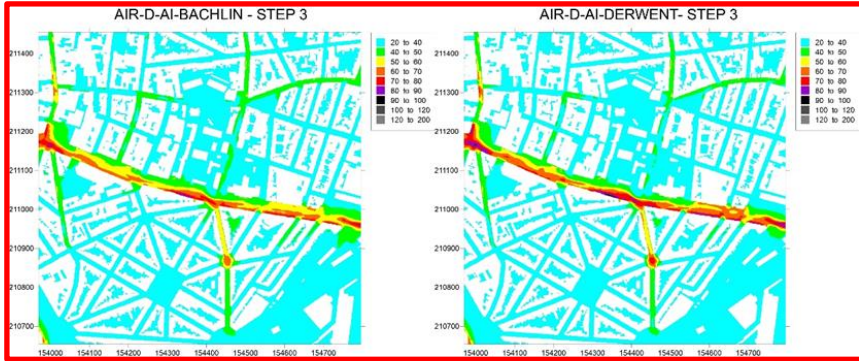 AIR-D-AI-BACHLIN - STEP 3
211400
211300
211200
211100
211000
210900
210800
210700
154000 154100 154200 154300 154400 154500 154600 154700
20 to 40
40 to 50
50 to 60
60 to 70
70 to 80
80 to 90
90 to 100
100 to 120
120 to 200
AIR-D-AI-DERWENT- STEP 3
211400
211300
211200
211100
211000
210900
210800
210700
154000 154100 154200 154300 154400 154500 154600 154700
20 to 40
40 to 50
50 to 60
60 to 70
70 to 80
80 to 90
90 to 100
100 to 120
120 to 200